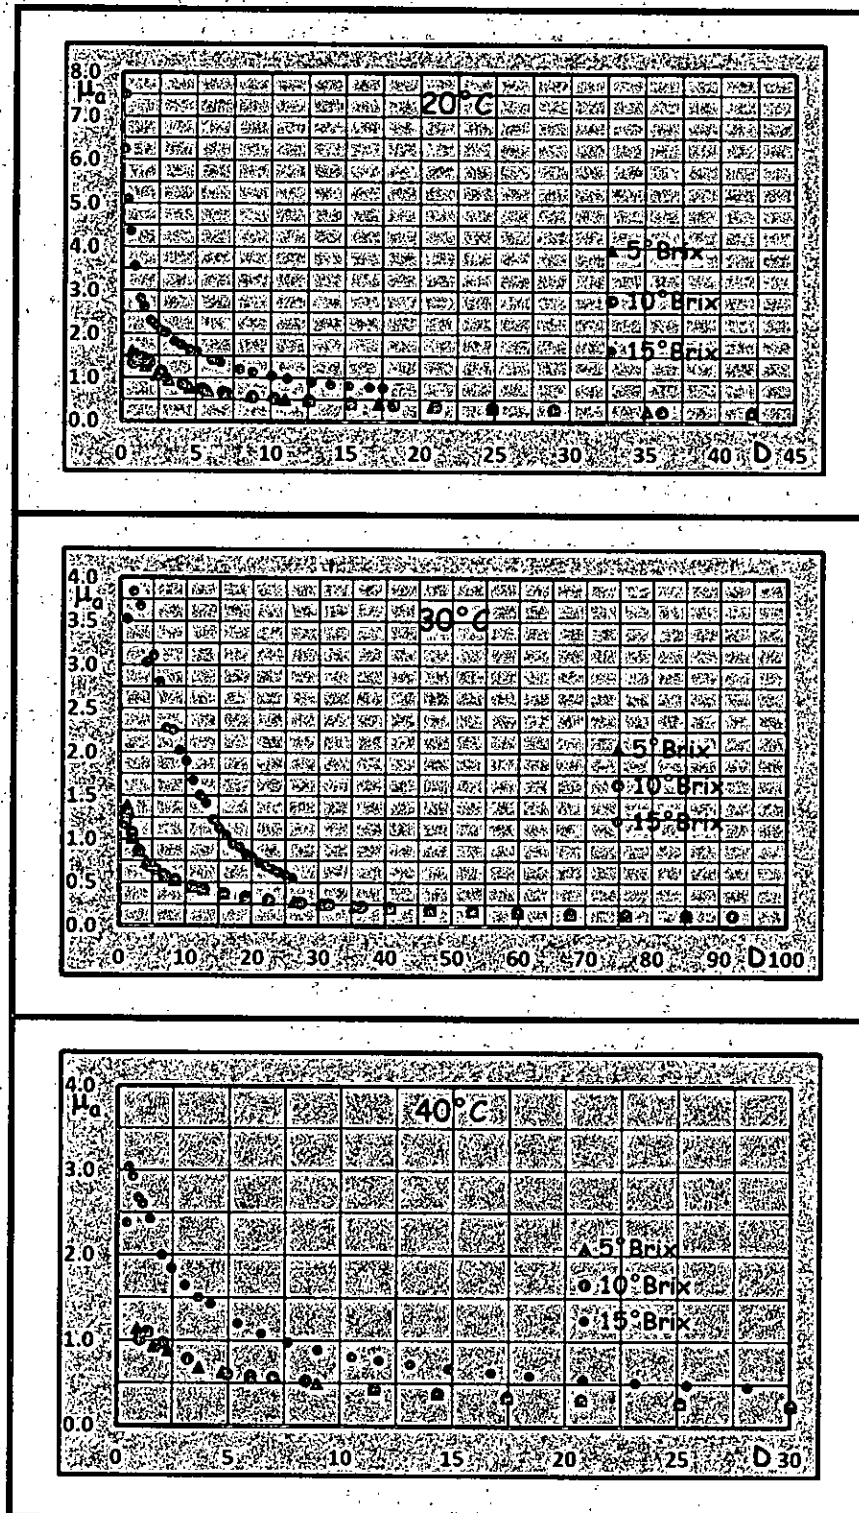 8.0
μa
7.0
20°C
6.0
5.0
4.0
▲ 5°Brix
3.0
10°Brix
2.0
• 15°Brix
1.0
0.0
0 5 10 15 20 25 30 35 40 D 45
4.0
μa
3.5
30°C
3.0
2.5
2.0
▲ 5°Brix
10°Brix
1.5
15°Brix
1.0
0.5
0.0
0 10 20 30 40 50 60 70 80 90 D 100
4.0
μa
40°C
3.0
2.0
▲ 5°Brix
10°Brix
• 15°Brix
1.0
0.0
0 5 10 15 20 25 D 30